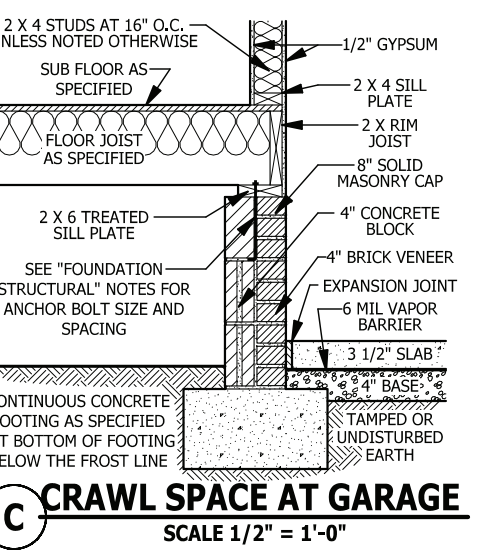 2 X 4 STUDS AT 16" O.C.
NLESS NOTED OTHERWISE
SUB FLOOR AS
SPECIFIED
FLOOR JOIST
AS SPECIFIED
2 X 6 TREATED
SILL PLATE
SEE "FOUNDATION
STRUCTURAL" NOTES FOR
ANCHOR BOLT SIZE AND
SPACING
ONTINUOUS CONCRETE
OOTING AS SPECIFIED
T BOTTOM OF FOOTING
ELOW THE FROST LINE
1/2" GYPSUM
2 X 4 SILL
PLATE
2 X RIM
JOIST
8" SOLID
MASONRY CAP
4" CONCRETE
BLOCK
4" BRICK VENEER
EXPANSION JOINT
6 MIL VAPOR
BARRIER
3 1/2" SLAB
4" BASE
TAMPED OR
UNDISTURBED
EARTH
C
CRAWL SPACE AT GARAGE
SCALE 1/2" = 1'-0"